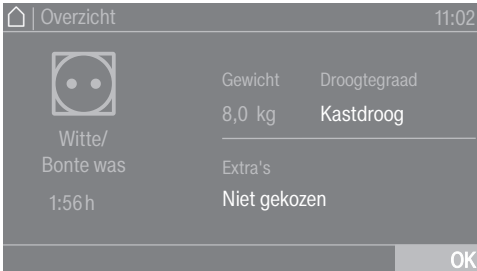 Overzicht 11:02
Gewicht Droogtegraad
8,0 kg Kastdroog
Witte/
Bonte was
Extra's
1:56 h
Niet gekozen
OK